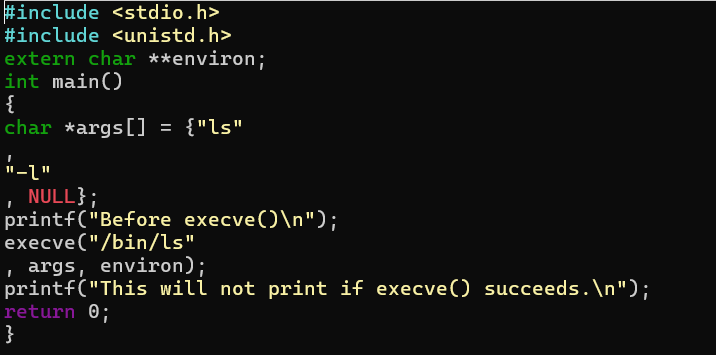 #include <stdio.h>
#include <unistd.h>
extern char **environ;
int main()
{
char *args[] = {"ls"
,
"-l"
, NULL};
printf("Before execve()\n");
execve("/bin/ls"
, args, environ);
printf("This will not print if execve() succeeds.\n");
return 0;
}